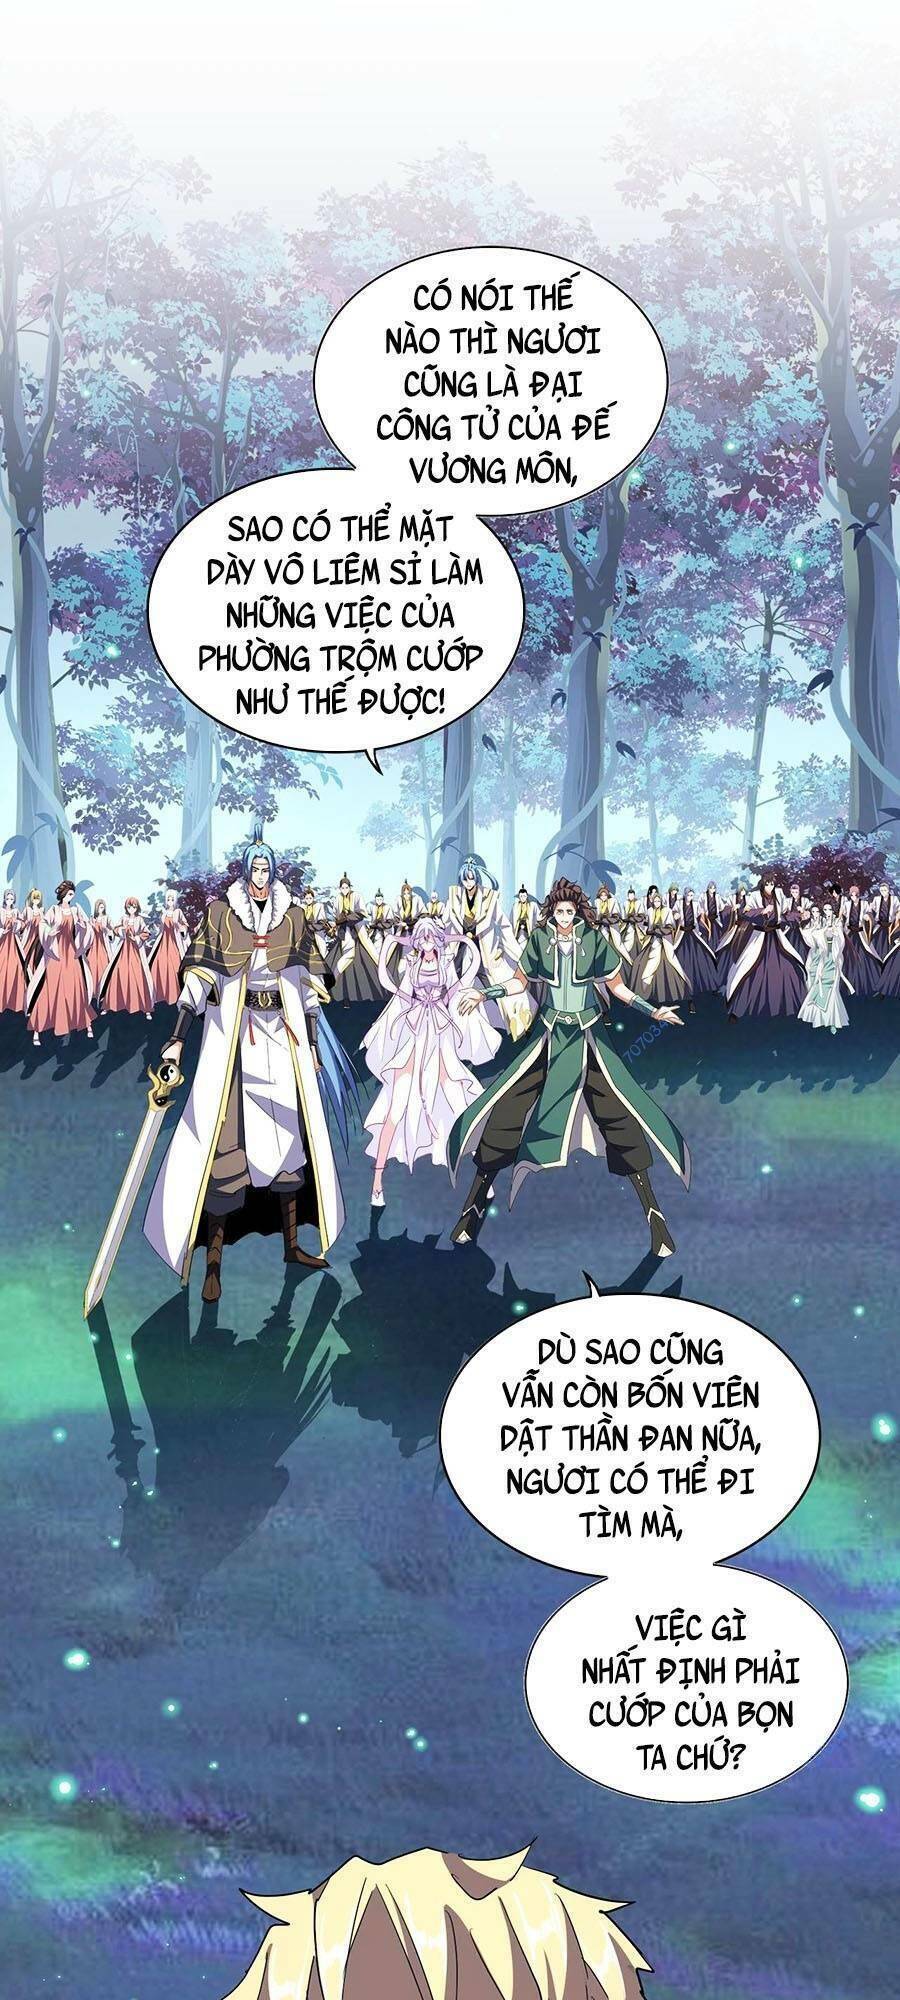 CÓ NÓI THẾ
NÀO THÌ NGƯƠI
CŨNG LÀ ĐẠI
CÔNG TỬ CỦA ĐẾ
VƯƠNG MÔN,
SAO CÓ THỂ MẶT
DÀY VÔ LIÊM SỈ LÀM
NHỮNG VIỆC CỦA
PHƯỜNG TRỘM CƯỚP
NHƯ THẾ ĐƯỢC!
DÙ SAO CŨNG
VẪN CÒN BỐN VIÊN
DẬT THẦN ĐAN NỮA,
NGƯƠI CÓ THỂ ĐI
TÌM MÀ,
VIỆC GÌ
NHẤT ĐỊNH PHẢI
CƯỚP CỦA BỌN
TA CHỨ?